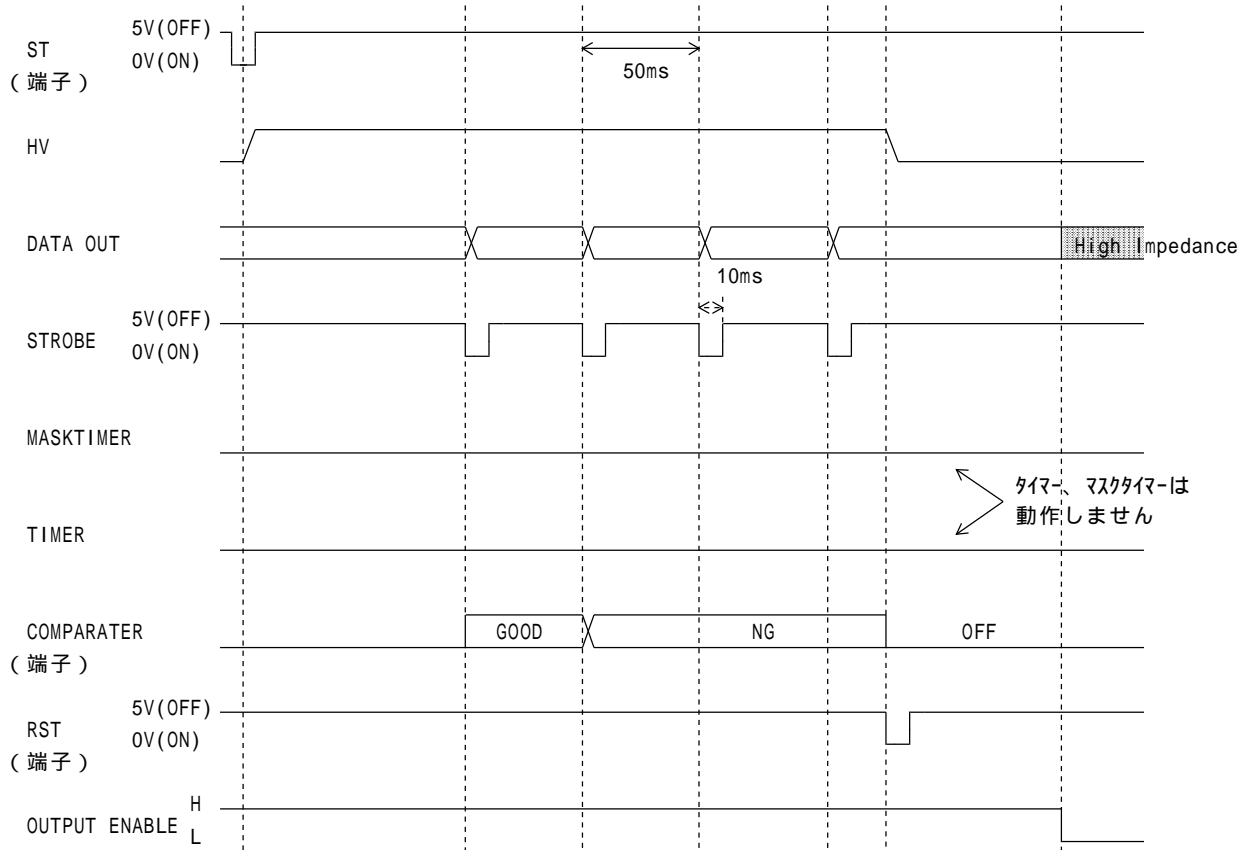 ST
(端子)
5V(OFF)
0V(ON)
50ms
HV
DATA OUT
High Impedance
10ms
STROBE
5V(OFF)
0V(ON)
MASKTIMER
ﾀｲﾏｰ、ﾏｽｸﾀｲﾏｰは
動作しません
TIMER
COMPARATER
(端子)
GOOD
NG
OFF
RST
(端子)
5V(OFF)
0V(ON)
OUTPUT ENABLE
H
L